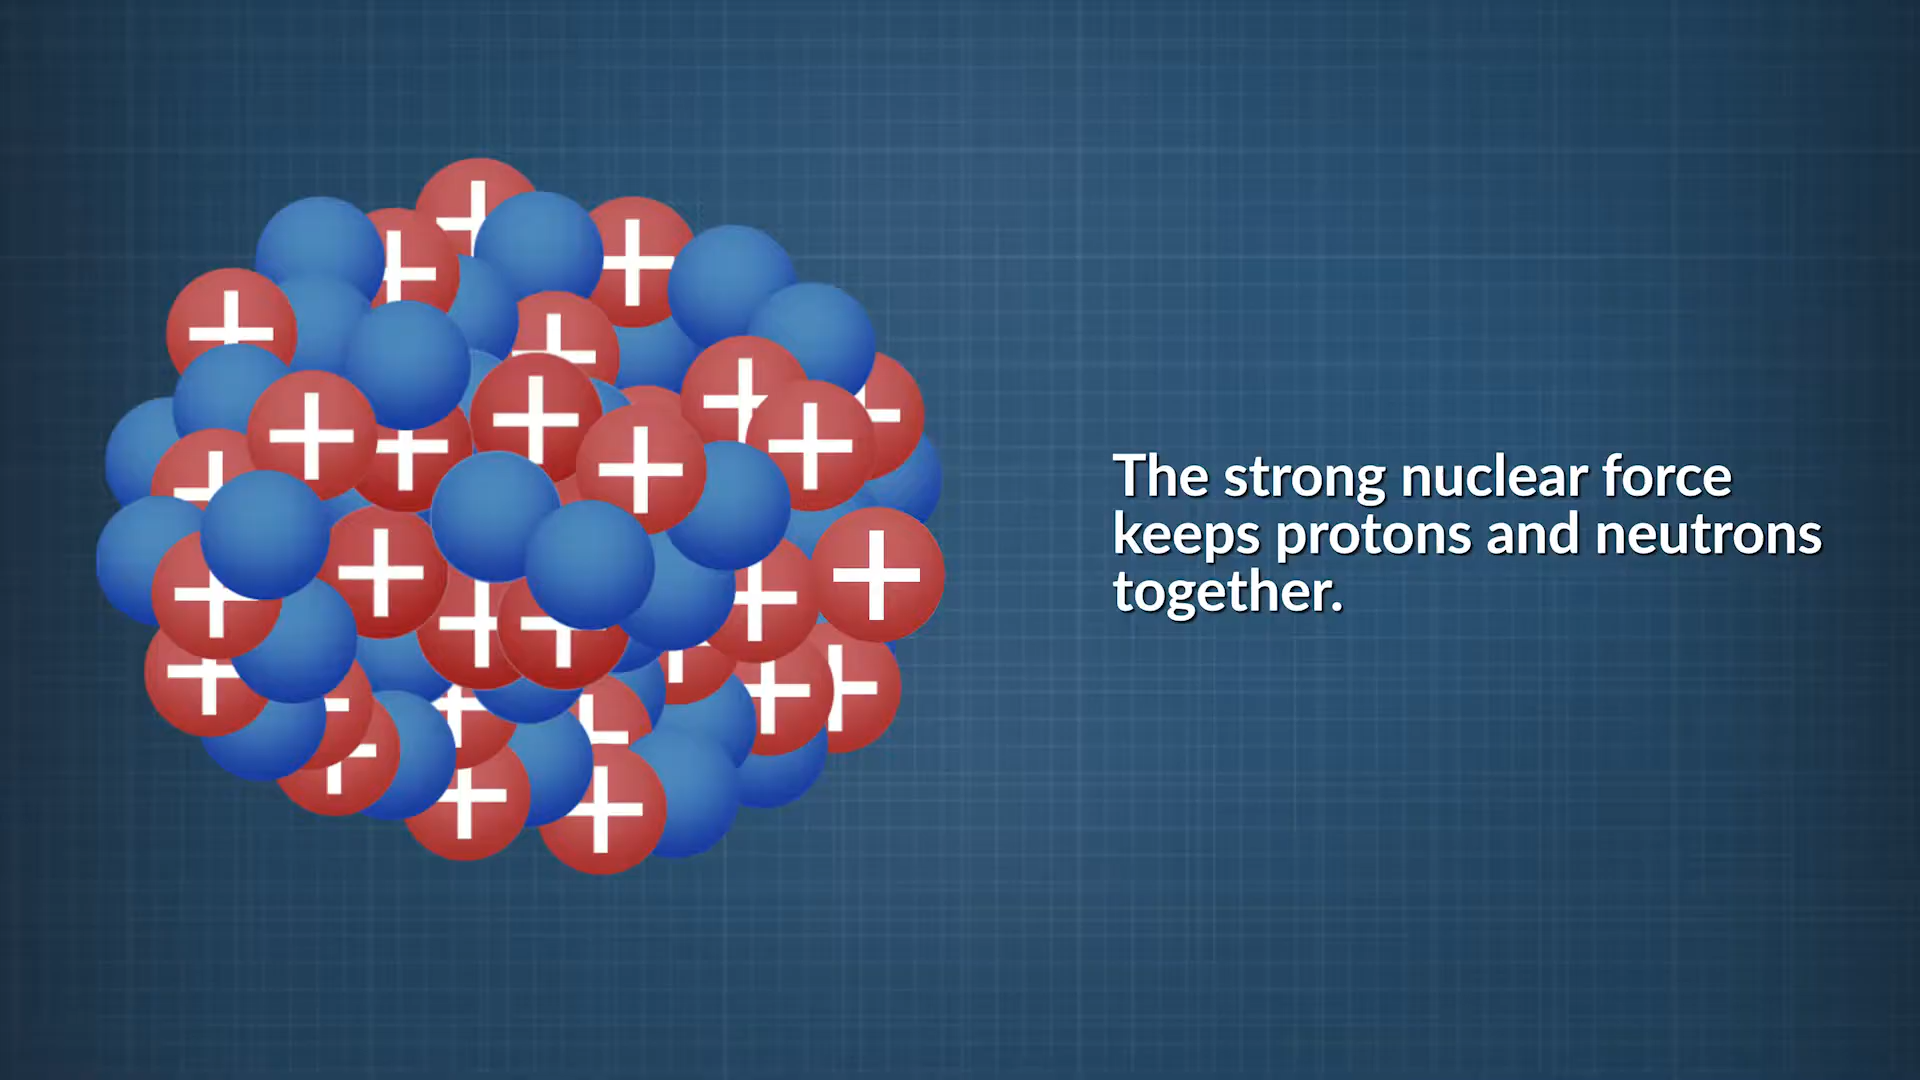 The strong nuclear force
keeps protons and neutrons
together.